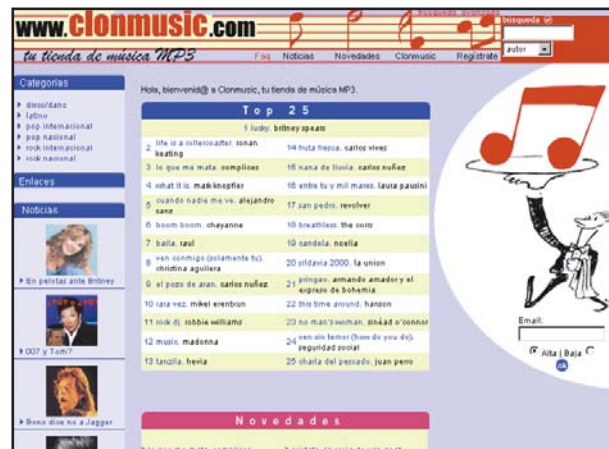 búsqueda avanzada
www.clonmusic.com
búsqueda
tu tienda de música MP3
Faq Noticias Novedades Clonmusic Regístrate
autor
Categorías
disco/dance
latino
pop internacional
pop nacional
rock internacional
rock nacional
Enlaces
Noticias
En pelotas ante Britney
007 y Tom?
Bono dice no a Jagger
Hola, bienvenid@ a Clonmusic, tu tienda de música MP3.
Top 25
1 lucky. britney spears
2 life is a rollercoaster. ronan
keating
3 lo que me mata. complices
4 what it is. mark knopfler
5 cuando nadie me ve. alejandro
sanz
6 boom boom. chayanne
7 baila. raul
8 ven conmigo (solamente tu).
christina aguilera
9 el pozo de aran. carlos nuñez
10 rara vez. mikel erentxun
11 rock dj. robbie williams
12 music. madonna
13 tanzila. hevia
14 fruta fresca. carlos vives
15 nana de lluvia. carlos nuñez
16 entre tu y mil mares. laura pausini
17 san pedro. revolver
18 breathless. the corrs
19 candela. noelia
20 sildavia 2000. la union
21 pringao. armando amador y el
expreso de bohemia
22 this time around. hanson
23 no man's woman. sinéad o'connor
24 ven sin temor (how do you do).
seguridad social
25 charla del pescado. juan perro
Novedades
Email:
Alta | Baja
ok